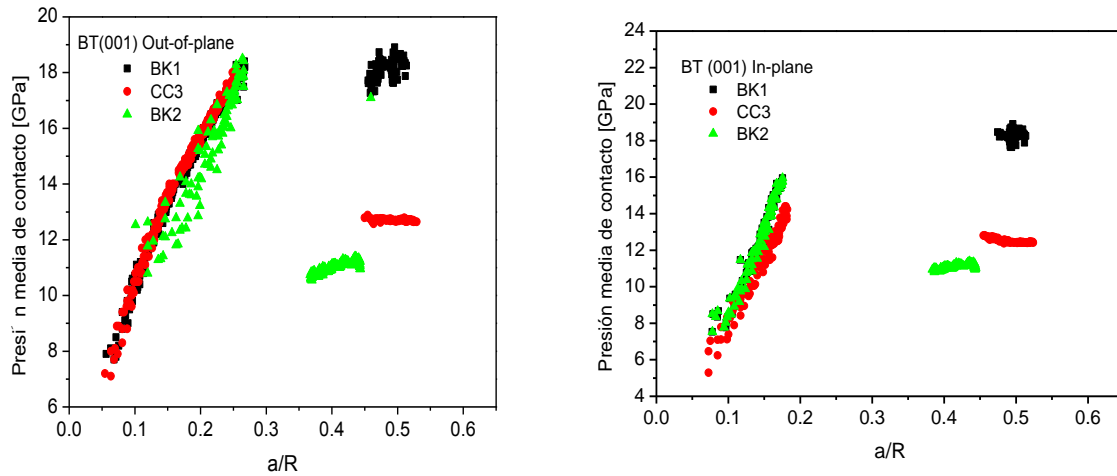 BT(001) Out-of-plane
BK1
CC3
BK2
Presi´ n media de contacto [GPa]
20
18
16
14
12
10
8
6
0.0 0.1 0.2 0.3 0.4 0.5 0.6
a/R
BT (001) In-plane
BK1
CC3
BK2
Presión media de contacto [GPa]
24
22
20
18
16
14
12
10
8
6
4
0.0 0.1 0.2 0.3 0.4 0.5 0.6
a/R